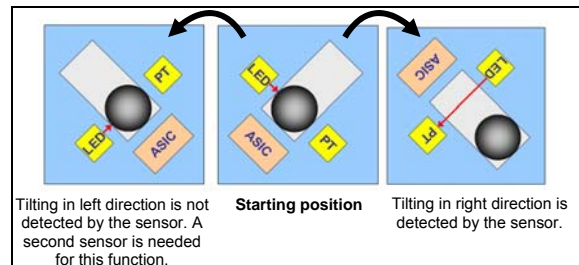 PT
LED
ASIC
LED
ASIC
PT
ASIC
LED
PT
Tilting in left direction is not
detected by the sensor. A
second sensor is needed
for this function.
Starting position
Tilting in right direction is
detected by the sensor.